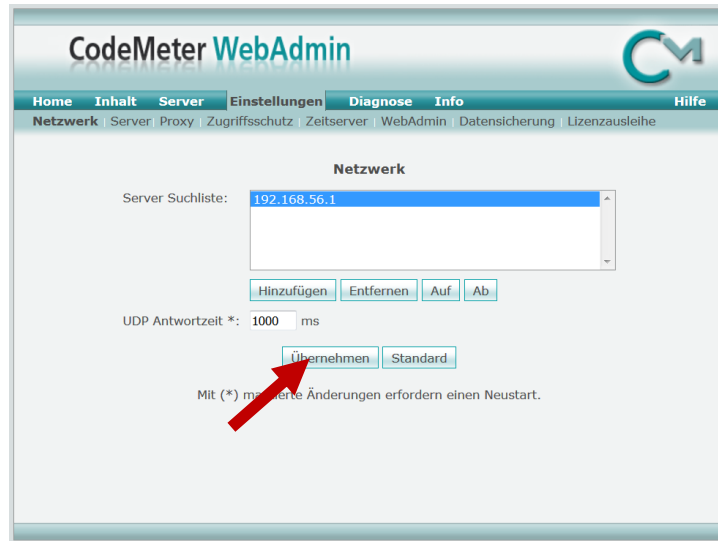 CodeMeter WebAdmin
Home Inhalt Server Einstellungen Diagnose Info Hilfe
Netzwerk | Server | Proxy | Zugriffsschutz | Zeitserver | WebAdmin | Datensicherung | Lizenzausleihe
Netzwerk
Server Suchliste: 192.168.56.1
Hinzufügen Entfernen Auf Ab
UDP Antwortzeit *: 1000 ms
Übernehmen Standard
Mit (*) markierte Änderungen erfordern einen Neustart.